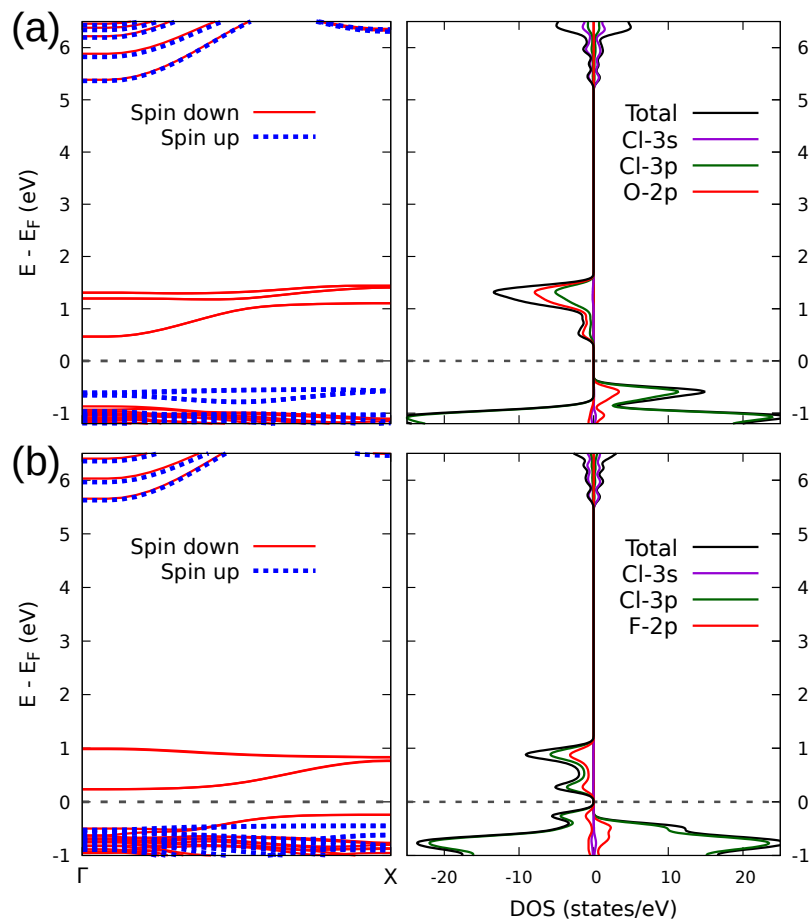 (a)
6
5
4
3
2
1
0
-1
E - E_F (eV)
Spin down
Spin up
Total
Cl-3s
Cl-3p
O-2p
6
5
4
3
2
1
0
-1
(b)
6
5
4
3
2
1
0
-1
E - E_F (eV)
Spin down
Spin up
Γ
X
Total
Cl-3s
Cl-3p
F-2p
6
5
4
3
2
1
0
-1
-20 -10 0 10 20
DOS (states/eV)